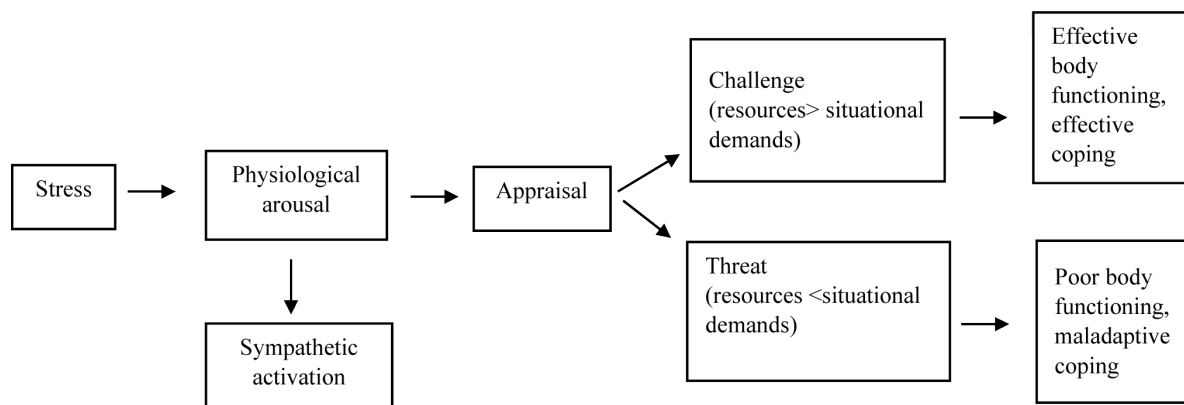 Stress
Physiological
arousal
Sympathetic
activation
Appraisal
Challenge
(resources> situational
demands)
Effective
body
functioning,
effective
coping
Threat
(resources <situational
demands)
Poor body
functioning,
maladaptive
coping